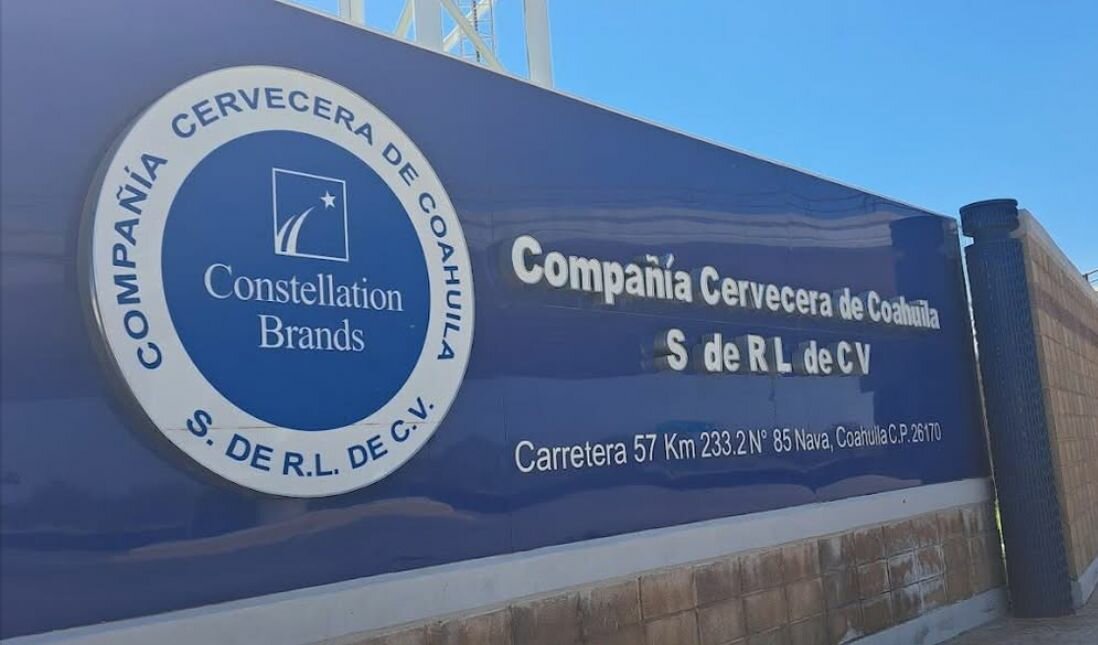 COMPAÑÍA CERVECERA DE COAHUILA
S. DE R.L. DE C.V.
Constellation
Brands
Compañía Cervecera de Coahuila
S de R L de C V
Carretera 57 Km 233.2 N° 85 Nava, Coahuila C.P. 26170